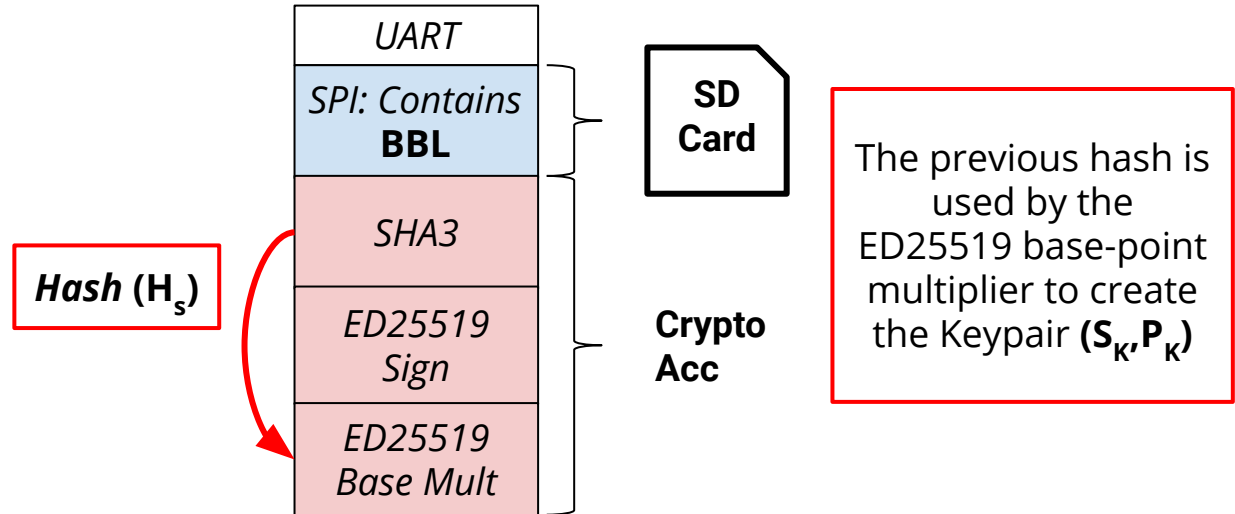 UART
SPI: Contains
BBL
SHA3
ED25519
Sign
ED25519
Base Mult
Hash (Hs)
SD
Card
Crypto
Acc
The previous hash is
used by the
ED25519 base-point
multiplier to create
the Keypair (SK,PK)